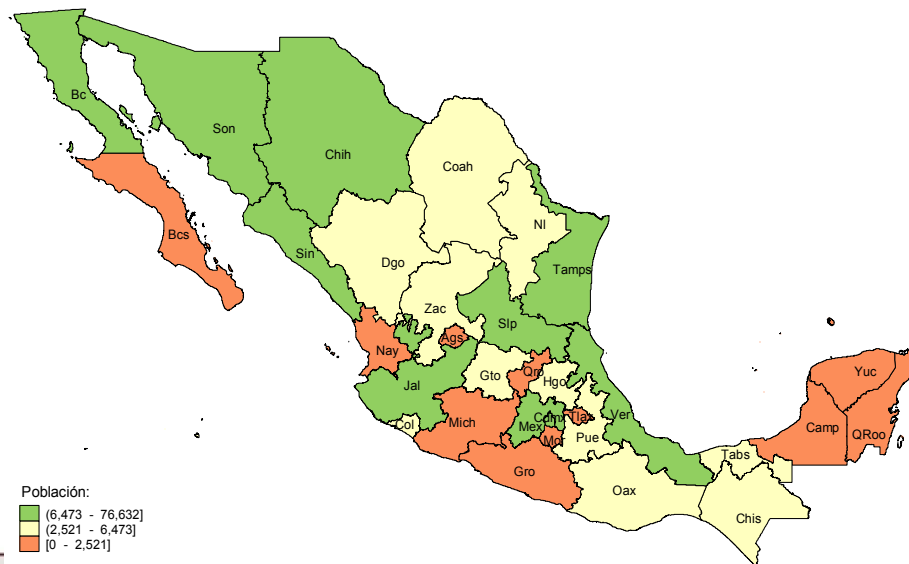 Bc
Son
Chih
Coah
Nl
Bcs
Sin
Dgo
Tamps
Zac
Slp
Nay
Ags
Yuc
Gto
Qro
Hgo
Jal
Ver
Camp
QRoo
Col
Mich
Mex
Cdmx
Tlax
Mor
Pue
Tabs
Gro
Oax
Chis
Población:
(6,473 - 76,632]
(2,521 - 6,473]
[0 - 2,521]